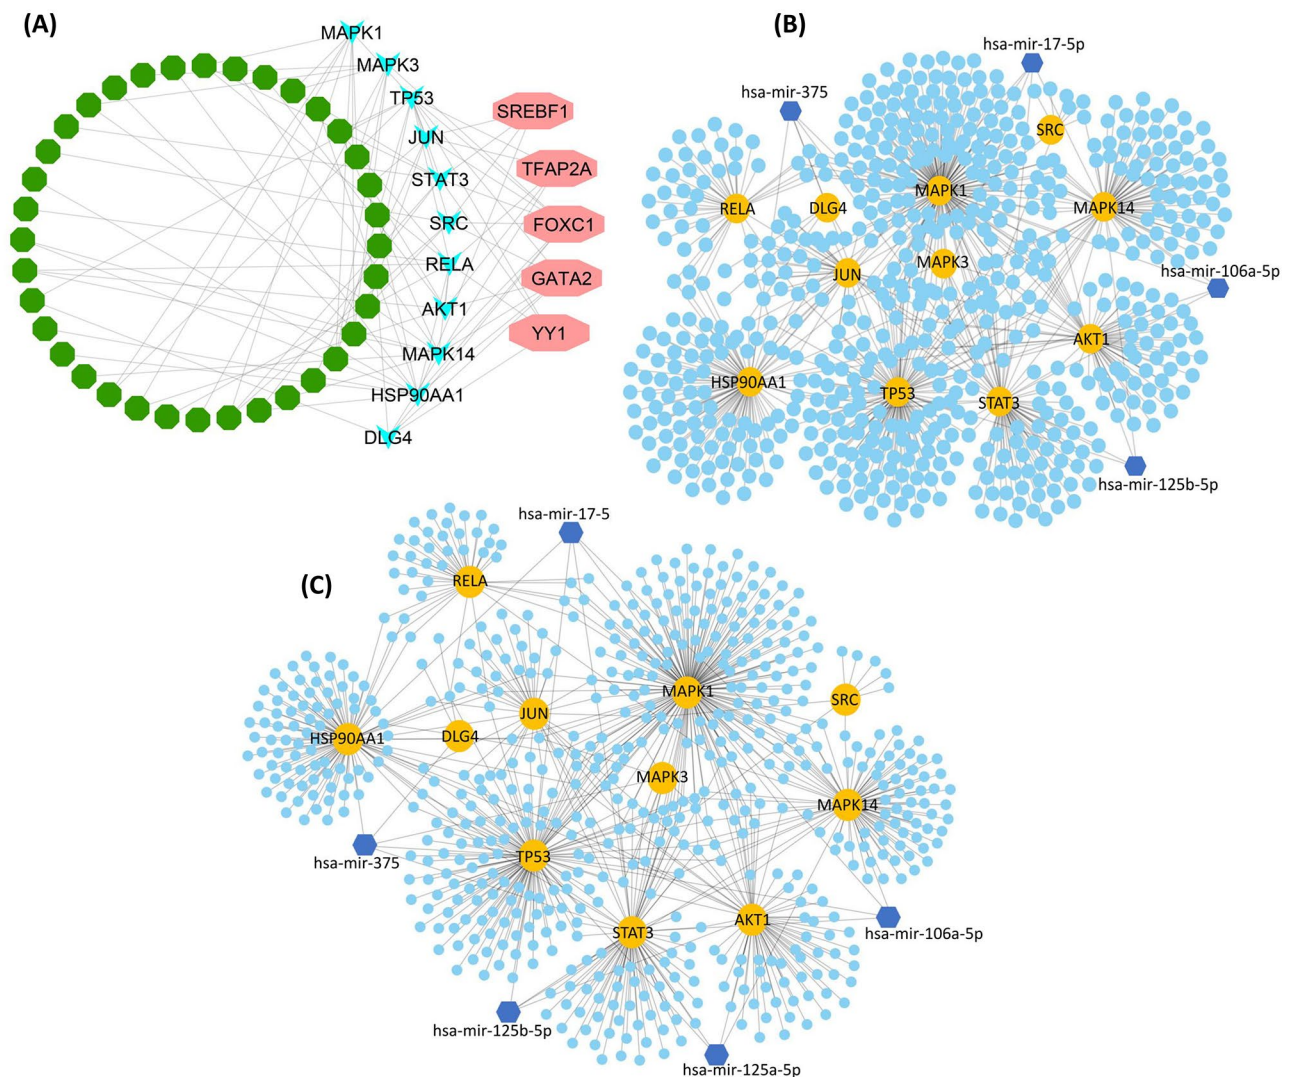 (A)
MAPK1
MAPK3
TP53
JUN
STAT3
SRC
RELA
AKT1
MAPK14
HSP90AA1
DLG4
SREBF1
TFAP2A
FOXC1
GATA2
YY1
(B)
hsa-mir-17-5p
hsa-mir-375
SRC
MAPK1
RELA
DLG4
MAPK14
MAPK3
JUN
hsa-mir-106a-5p
AKT1
HSP90AA1
TP53
STAT3
hsa-mir-125b-5p
(C)
hsa-mir-17-5
RELA
MAPK1
SRC
JUN
HSP90AA1
DLG4
MAPK3
MAPK14
hsa-mir-375
TP53
AKT1
STAT3
hsa-mir-106a-5p
hsa-mir-125b-5p
hsa-mir-125a-5p